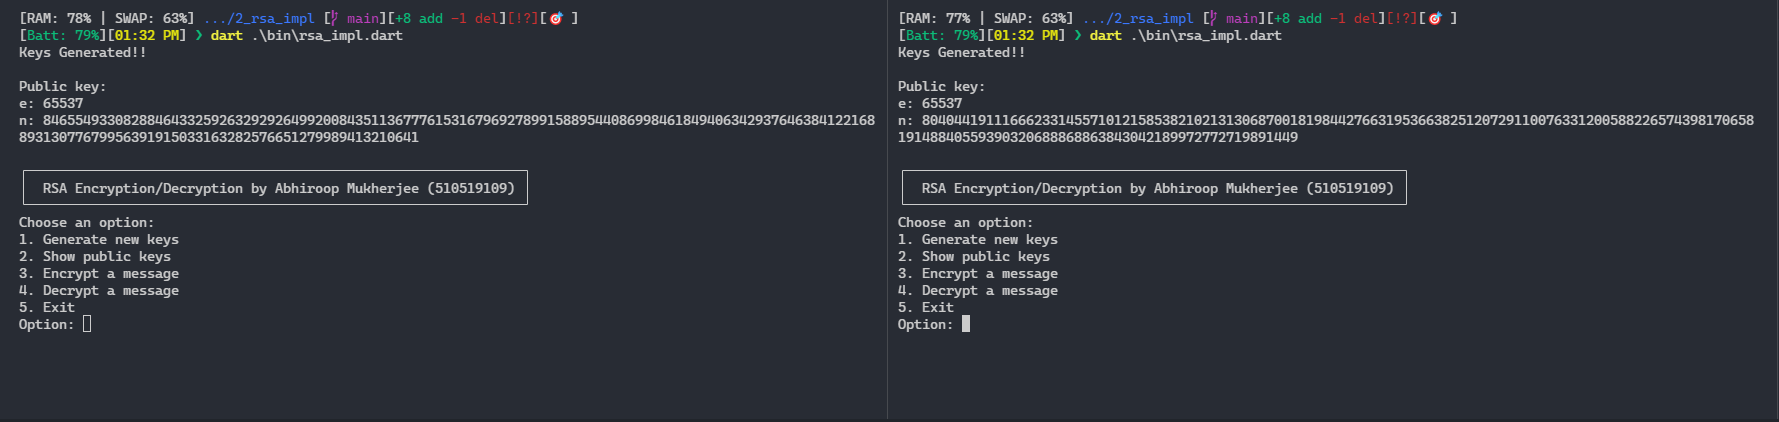 [RAM: 78% | SWAP: 63%] .../2_rsa_impl [ main][+8 add -1 del][!?][🎯 ]
[Batt: 79%][01:32 PM] ❯ dart .\bin\rsa_impl.dart
Keys Generated!!
Public key:
e: 65537
n: 84655493308288464332592632929264992008435113677761531679692789915889544086998461849406342937646384122168
89313077679956391915033163282576651279989413210641
RSA Encryption/Decryption by Abhiroop Mukherjee (510519109)
Choose an option:
1. Generate new keys
2. Show public keys
3. Encrypt a message
4. Decrypt a message
5. Exit
Option:
[RAM: 77% | SWAP: 63%] .../2_rsa_impl [ main][+8 add -1 del][!?][🎯 ]
[Batt: 79%][01:32 PM] ❯ dart .\bin\rsa_impl.dart
Keys Generated!!
Public key:
e: 65537
n: 80404419111666233145571012158538210213130687001819844276631953663825120729110076331200588226574398170658
19148840559390320688868863843042189972772719891449
RSA Encryption/Decryption by Abhiroop Mukherjee (510519109)
Choose an option:
1. Generate new keys
2. Show public keys
3. Encrypt a message
4. Decrypt a message
5. Exit
Option: